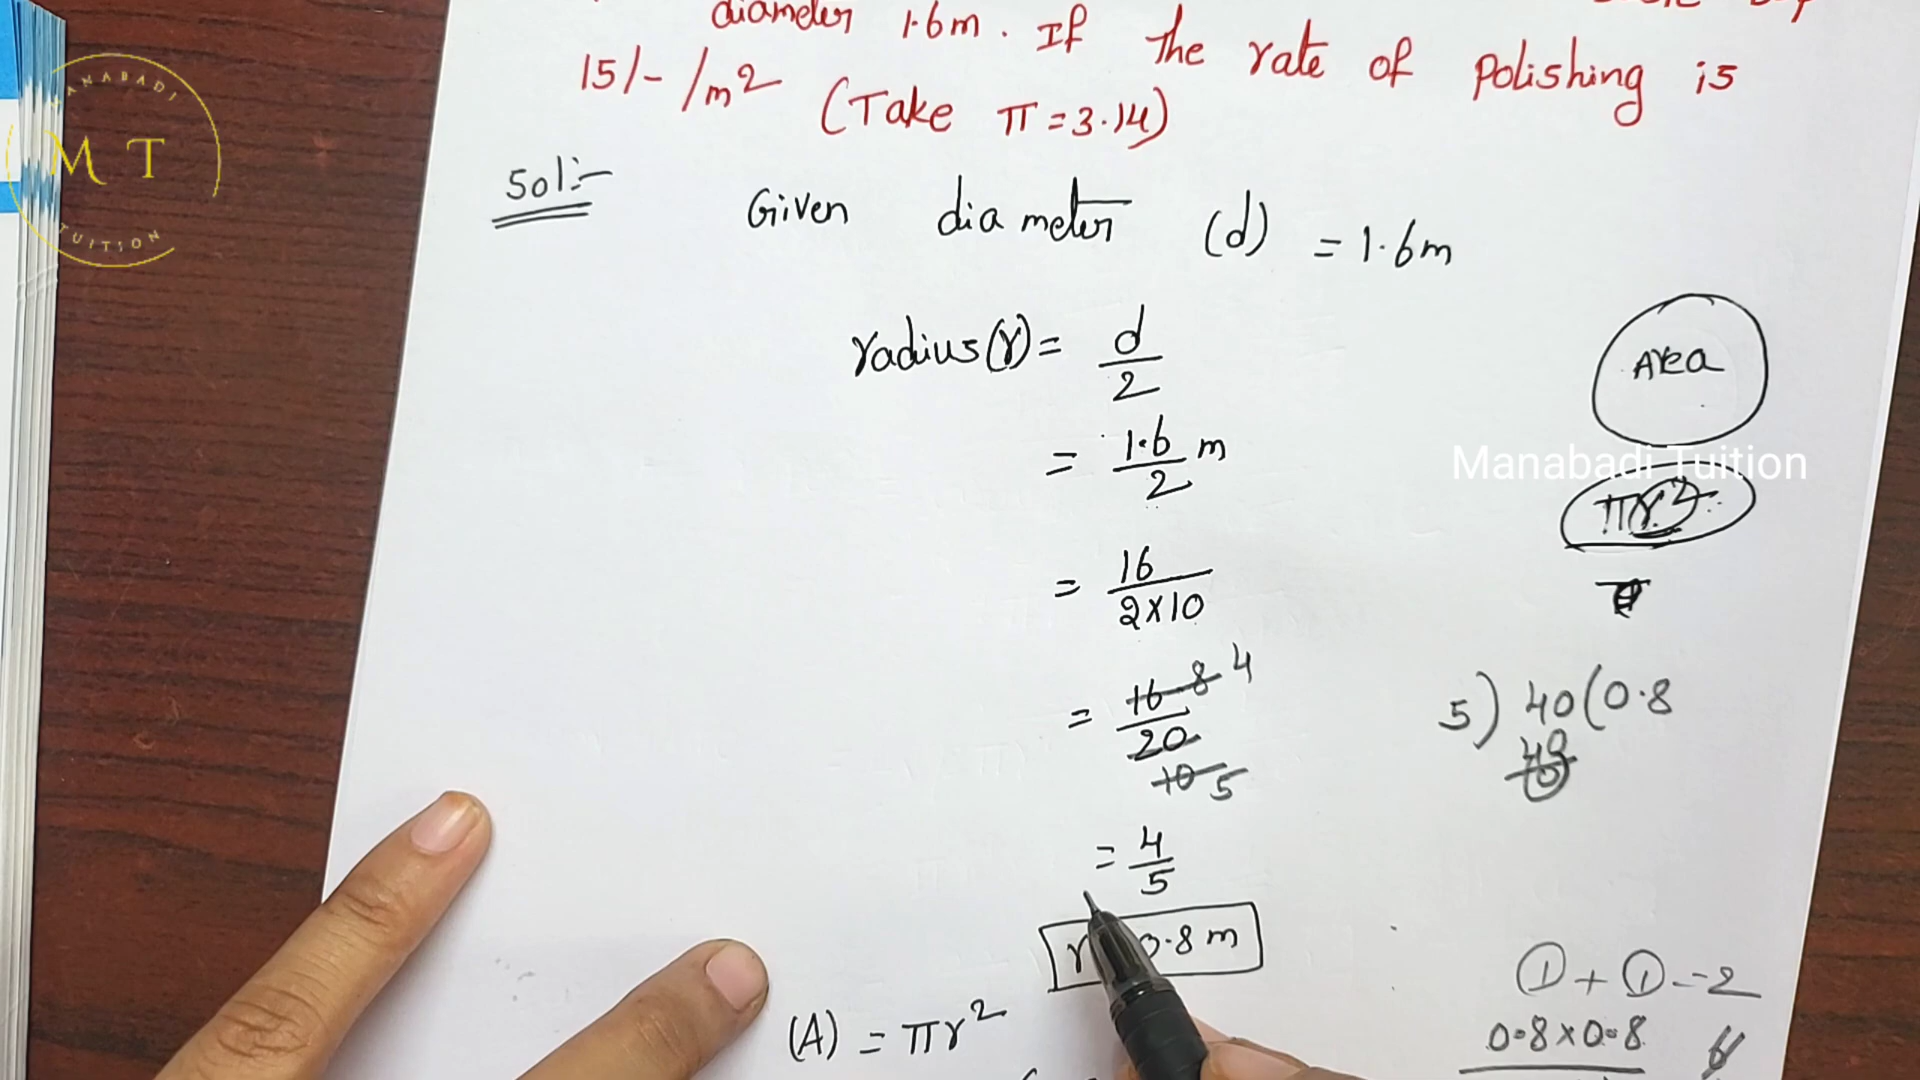 diameter 1.6m. If the rate of polishing is
15/- /m2 (Take π=3.14)
Sol:-
Given diameter (d) = 1.6m
radius(r)= d/2
= 1.6/2 m
= 16/2×10
= 16 8 4/20 10 5
= 4/5
0.8 m
(A) = πr²
Area
πr²
5) 40(0.8
40
0
1 + 1 = 2
0.8×0.8
MANABADI
MT
TUITION
Manabadi Tuition